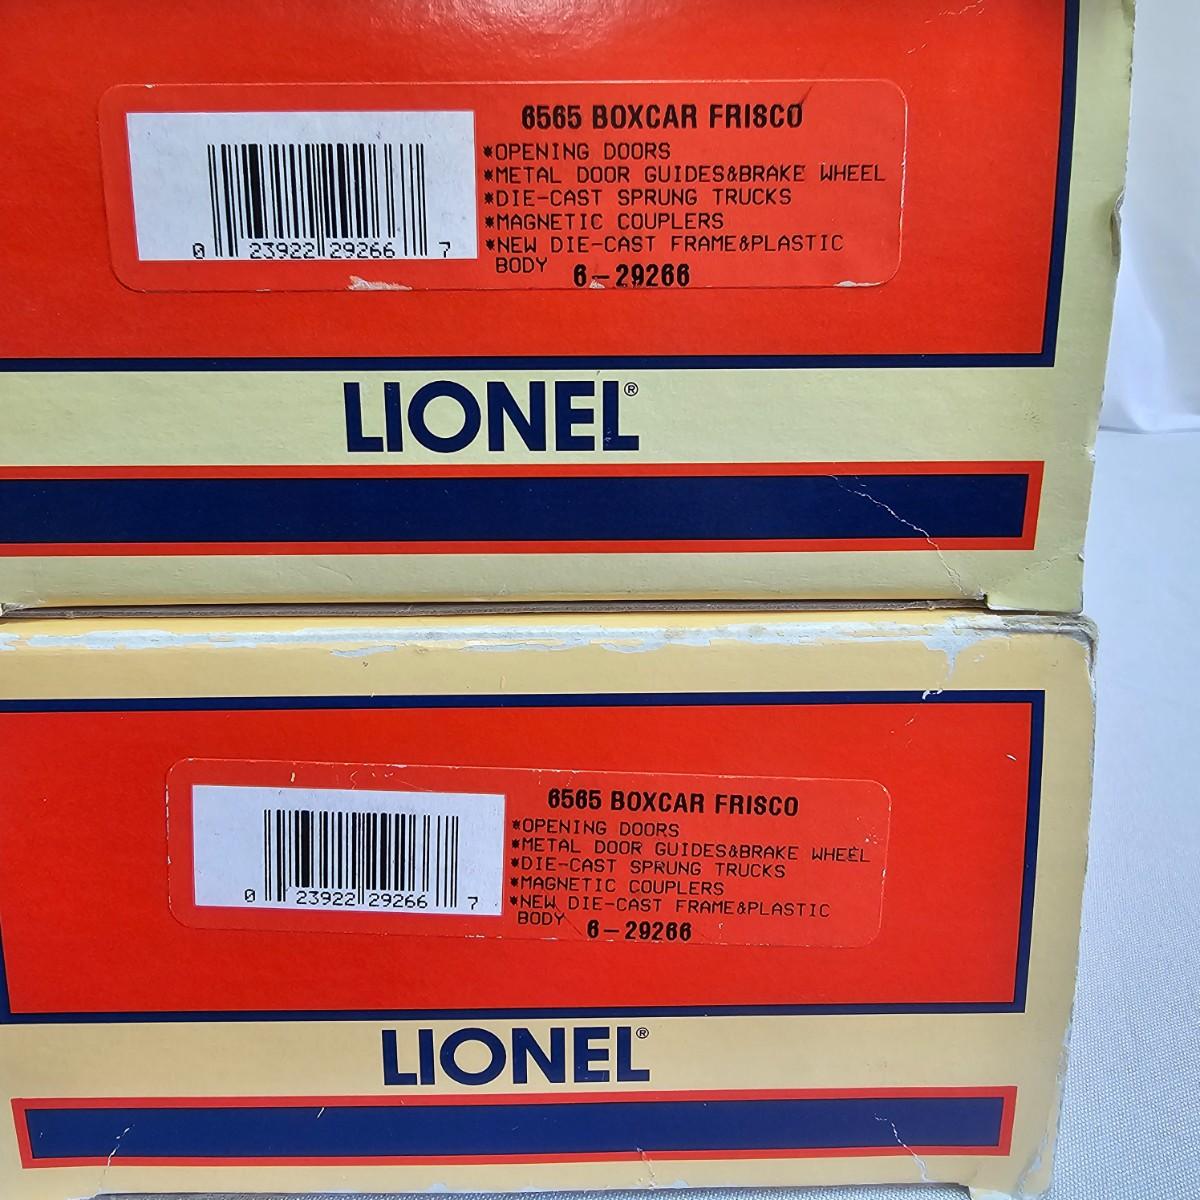 6565 BOXCAR FRISCO
*OPENING DOORS
*METAL DOOR GUIDES&BRAKE WHEEL
*DIE-CAST SPRUNG TRUCKS
*MAGNETIC COUPLERS
*NEW DIE-CAST FRAME&PLASTIC
BODY 6-29266
0 23922 29266 7
LIONEL®
6565 BOXCAR FRISCO
*OPENING DOORS
*METAL DOOR GUIDES&BRAKE WHEEL
*DIE-CAST SPRUNG TRUCKS
*MAGNETIC COUPLERS
*NEW DIE-CAST FRAME&PLASTIC
BODY 6-29266
0 23922 29266 7
LIONEL®